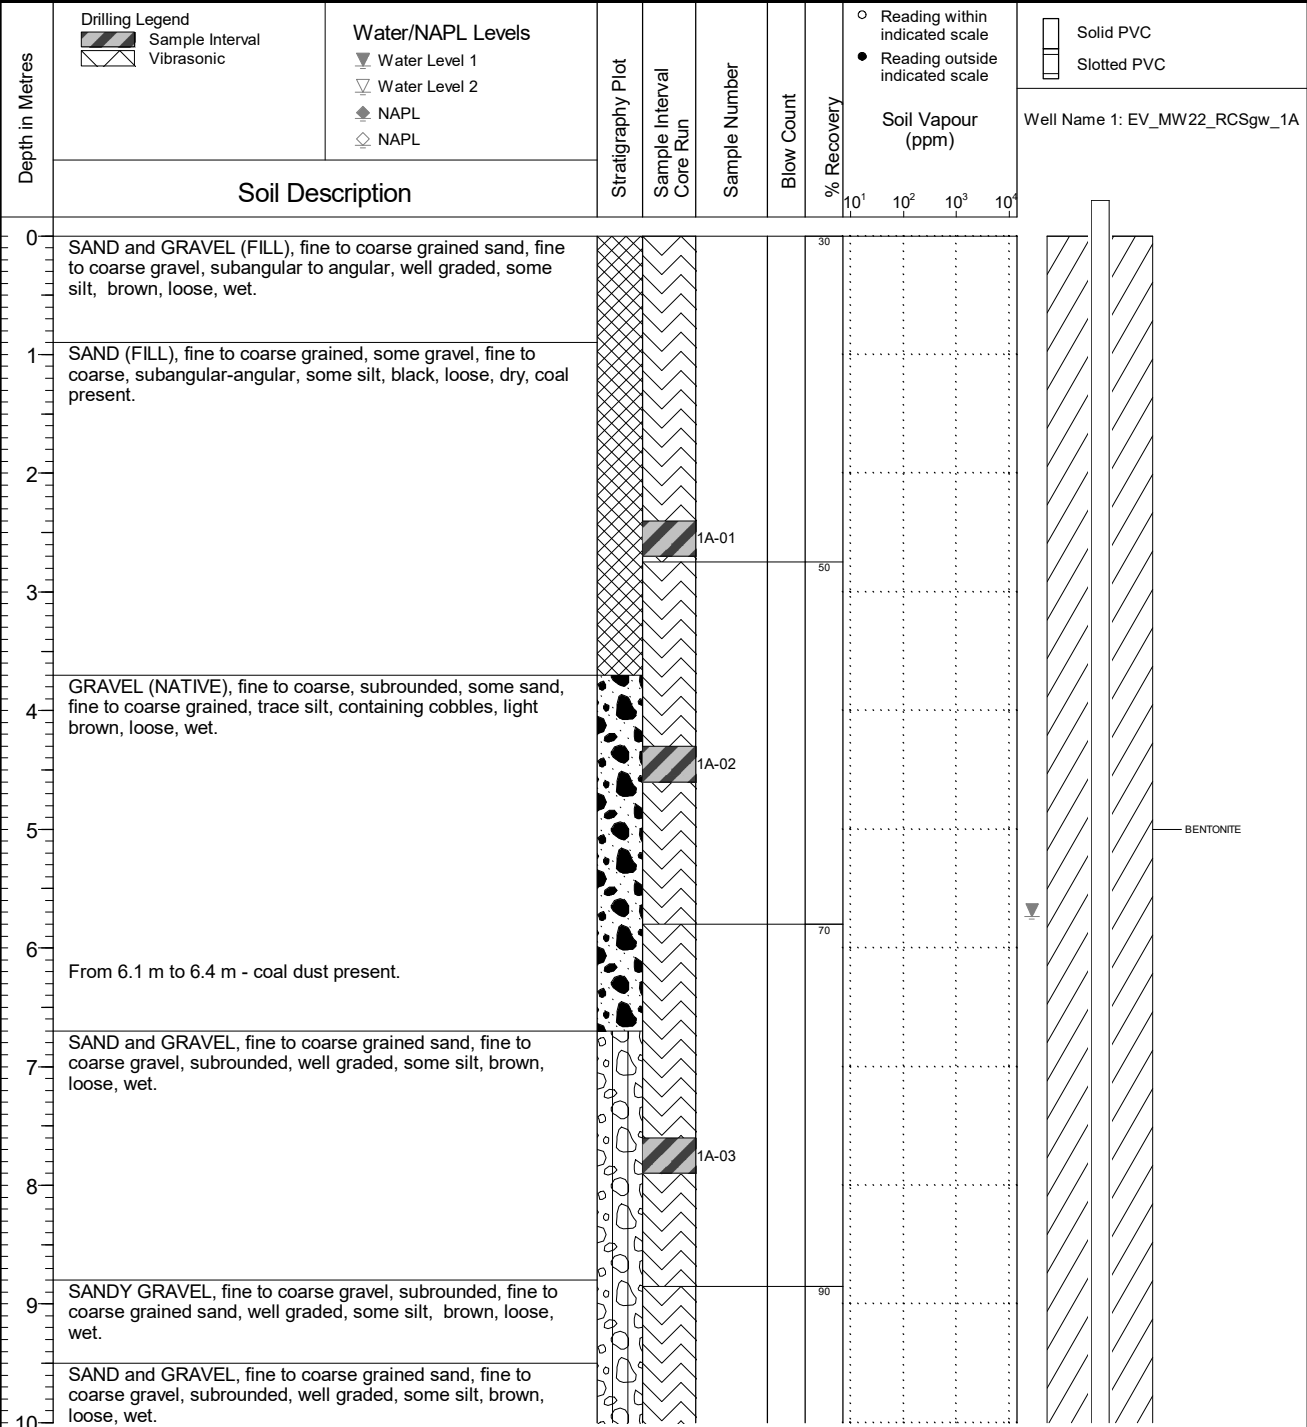 Depth in Metres
Drilling Legend
Sample Interval
Vibrasonic
Water/NAPL Levels
Water Level 1
Water Level 2
NAPL
NAPL
Soil Description
Stratigraphy Plot
Sample Interval
Core Run
Sample Number
Blow Count
% Recovery
Reading within
indicated scale
Reading outside
indicated scale
Soil Vapour
(ppm)
10¹ 10² 10³ 10⁴
Solid PVC
Slotted PVC
Well Name 1: EV_MW22_RCSgw_1A
0
SAND and GRAVEL (FILL), fine to coarse grained sand, fine
to coarse gravel, subangular to angular, well graded, some
silt,  brown, loose, wet.
30
1
SAND (FILL), fine to coarse grained, some gravel, fine to
coarse, subangular-angular, some silt, black, loose, dry, coal
present.
2
1A-01
50
3
GRAVEL (NATIVE), fine to coarse, subrounded, some sand,
fine to coarse grained, trace silt, containing cobbles, light
brown, loose, wet.
4
1A-02
5
BENTONITE
70
6
From 6.1 m to 6.4 m - coal dust present.
SAND and GRAVEL, fine to coarse grained sand, fine to
coarse gravel, subrounded, well graded, some silt, brown,
loose, wet.
7
1A-03
8
90
SANDY GRAVEL, fine to coarse gravel, subrounded, fine to
coarse grained sand, well graded, some silt,  brown, loose,
wet.
9
SAND and GRAVEL, fine to coarse grained sand, fine to
coarse gravel, subrounded, well graded, some silt, brown,
loose, wet.
10